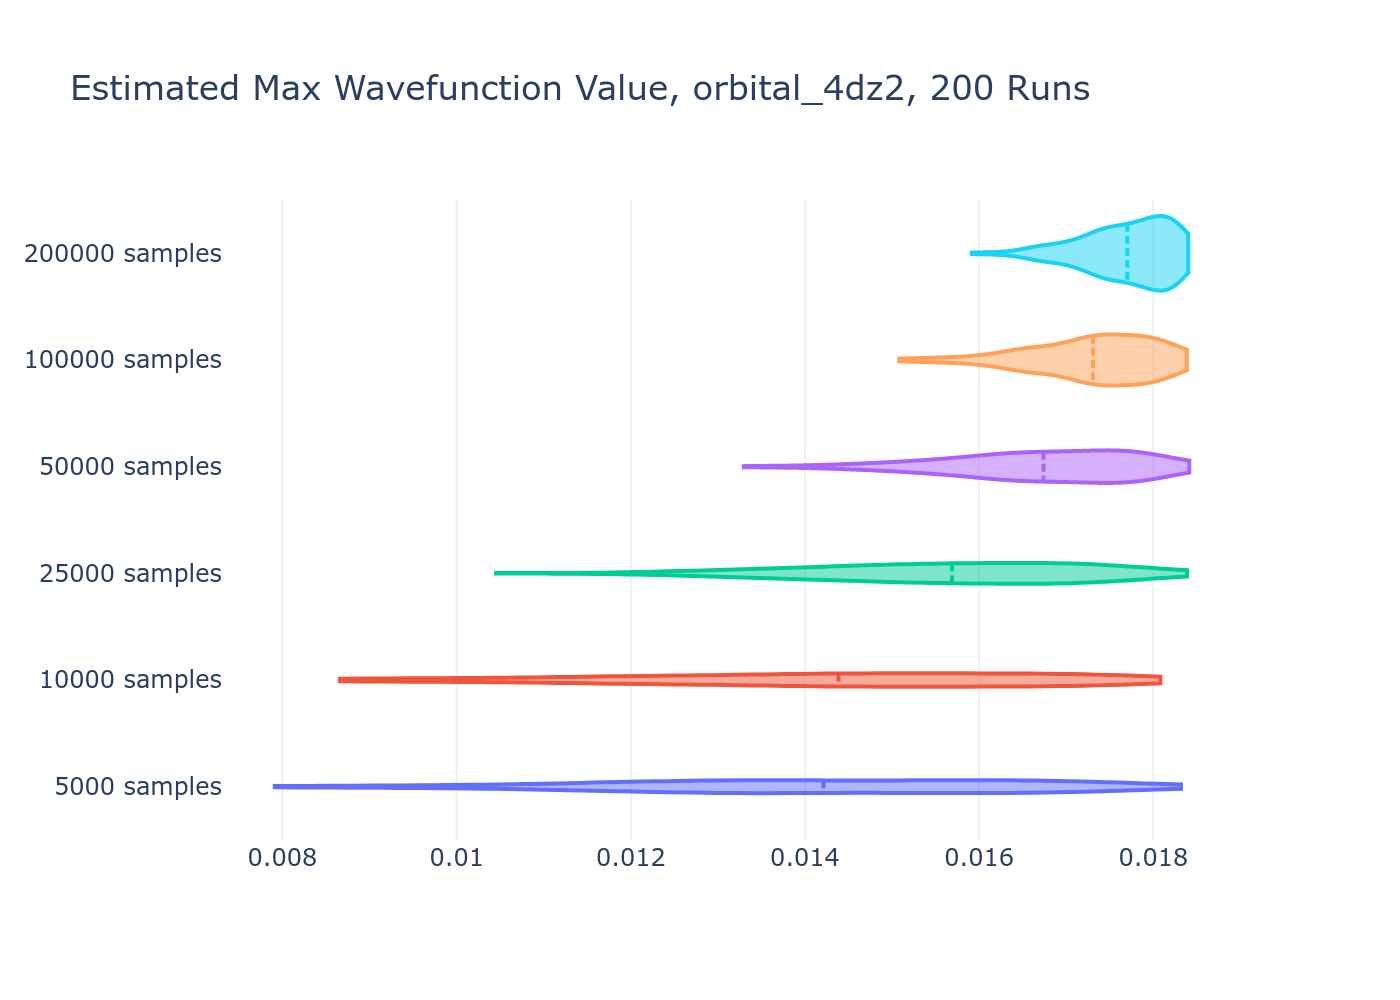 Estimated Max Wavefunction Value, orbital_4dz2, 200 Runs
200000 samples
100000 samples
50000 samples
25000 samples
10000 samples
5000 samples
0.008 0.01 0.012 0.014 0.016 0.018